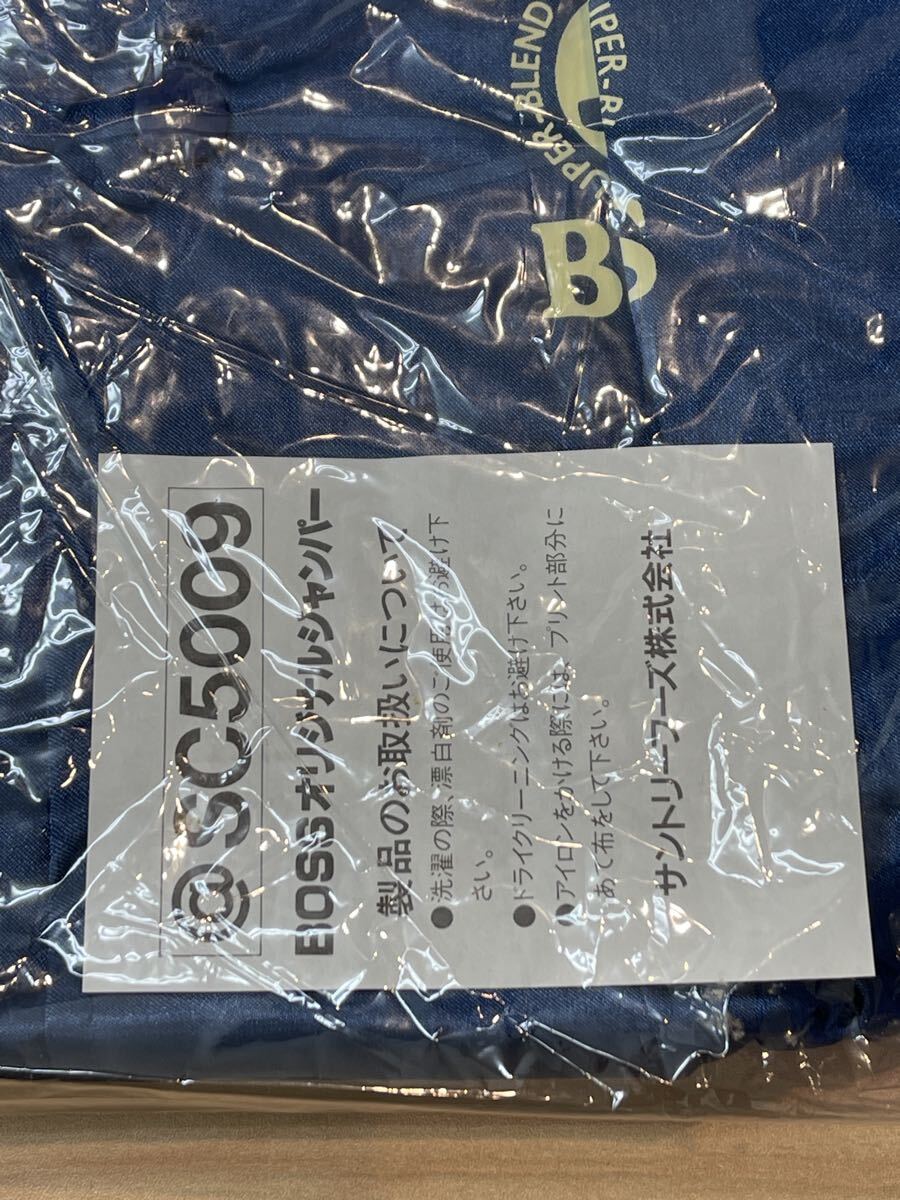 UPER-BLEND
UPER-BL
B
@SC5009
BOSSオリジナルジャンパー
製品のお取扱いについて
●洗濯の際、漂白剤のご使用はお避け下
さい。
●ドライクリーニングはお避け下さい。
●アイロンをかける際には、プリント部分に
あて布をして下さい。
サントリーフーズ株式会社